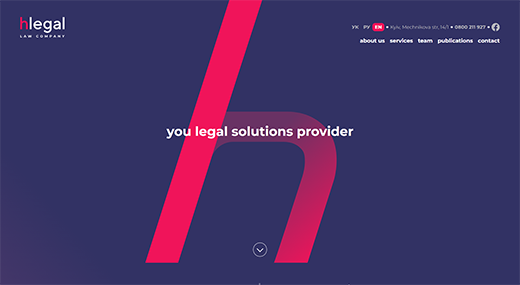 hlegal
LAW COMPANY
УК РУ EN • Kyiv, Mechnikova str, 14/1 • 0800 211 927 •
about us services team publications contact
you legal solutions provider
h